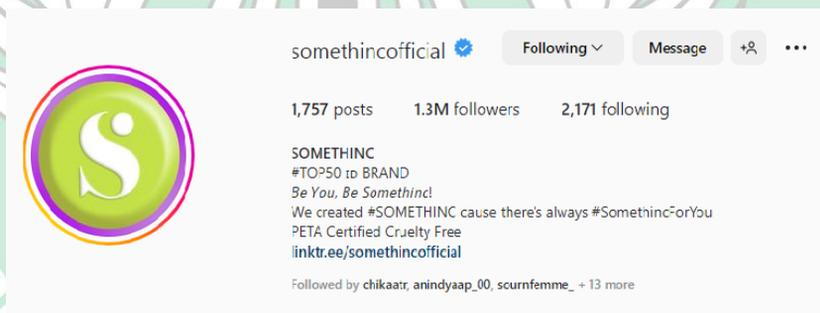 somethincofficial
Following
Message
1,757 posts 1.3M followers 2,171 following
SOMETHINC
#TOP50 ɪᴅ BRAND
Be You, Be Somethinc!
We created #SOMETHINC cause there's always #SomethincForYou
PETA Certified Cruelty Free
linktr.ee/somethincofficial
Followed by chikaatr, anindyaap_00, scurnfemme_ + 13 more
S